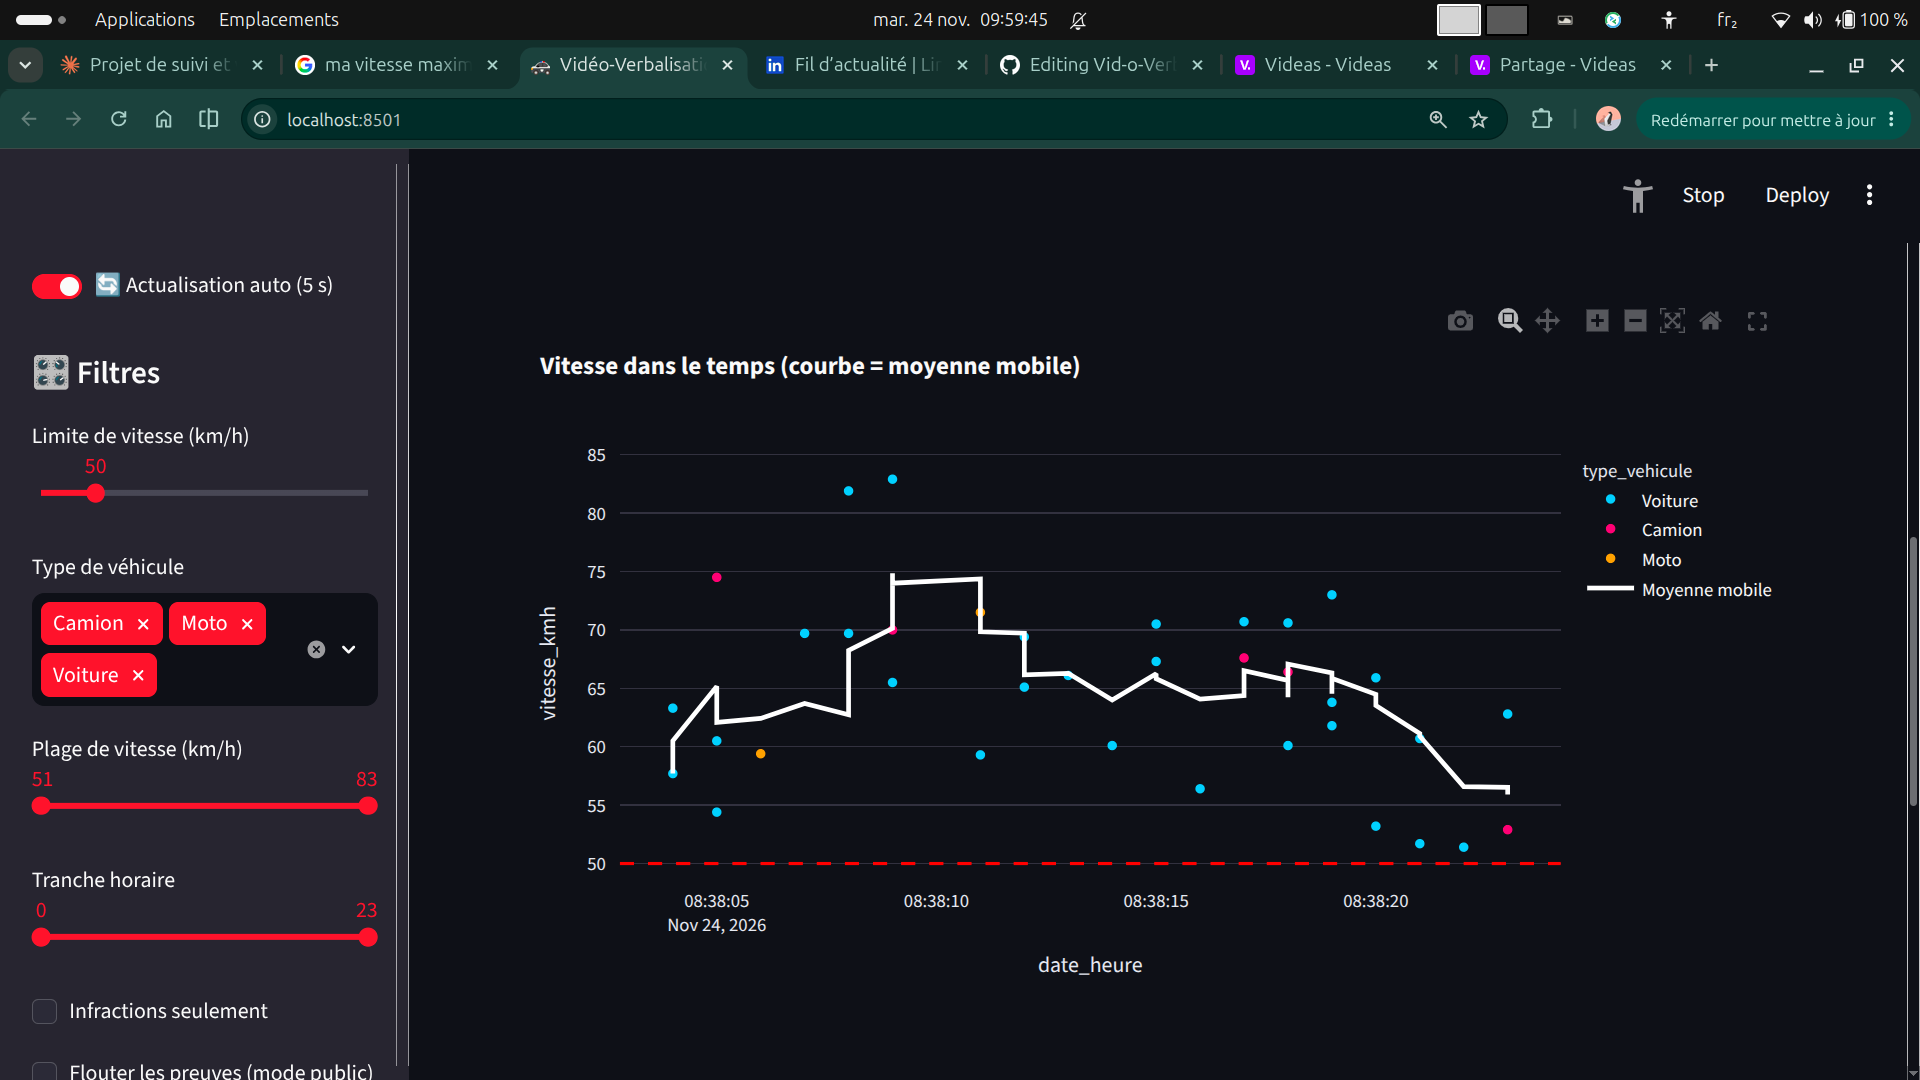 Applications Emplacements mar. 24 nov. 09:59:45 fr₂ 100 %
Projet de suivi et ma vitesse maxim Vidéo-Verbalisati Fil d'actualité | Lin Editing Vid-o-Ver Videas - Videas Partage - Videas
localhost:8501 Redémarrer pour mettre à jour
Stop Deploy
Actualisation auto (5 s)
Filtres
Limite de vitesse (km/h)
50
Type de véhicule
Camion Moto
Voiture
Plage de vitesse (km/h)
51 83
Tranche horaire
0 23
Infractions seulement
Flouter les preuves (mode public)
Vitesse dans le temps (courbe = moyenne mobile)
85
80
75
70
65
60
55
50
vitesse_kmh
08:38:05 08:38:10 08:38:15 08:38:20
Nov 24, 2026
date_heure
type_vehicule
Voiture
Camion
Moto
Moyenne mobile